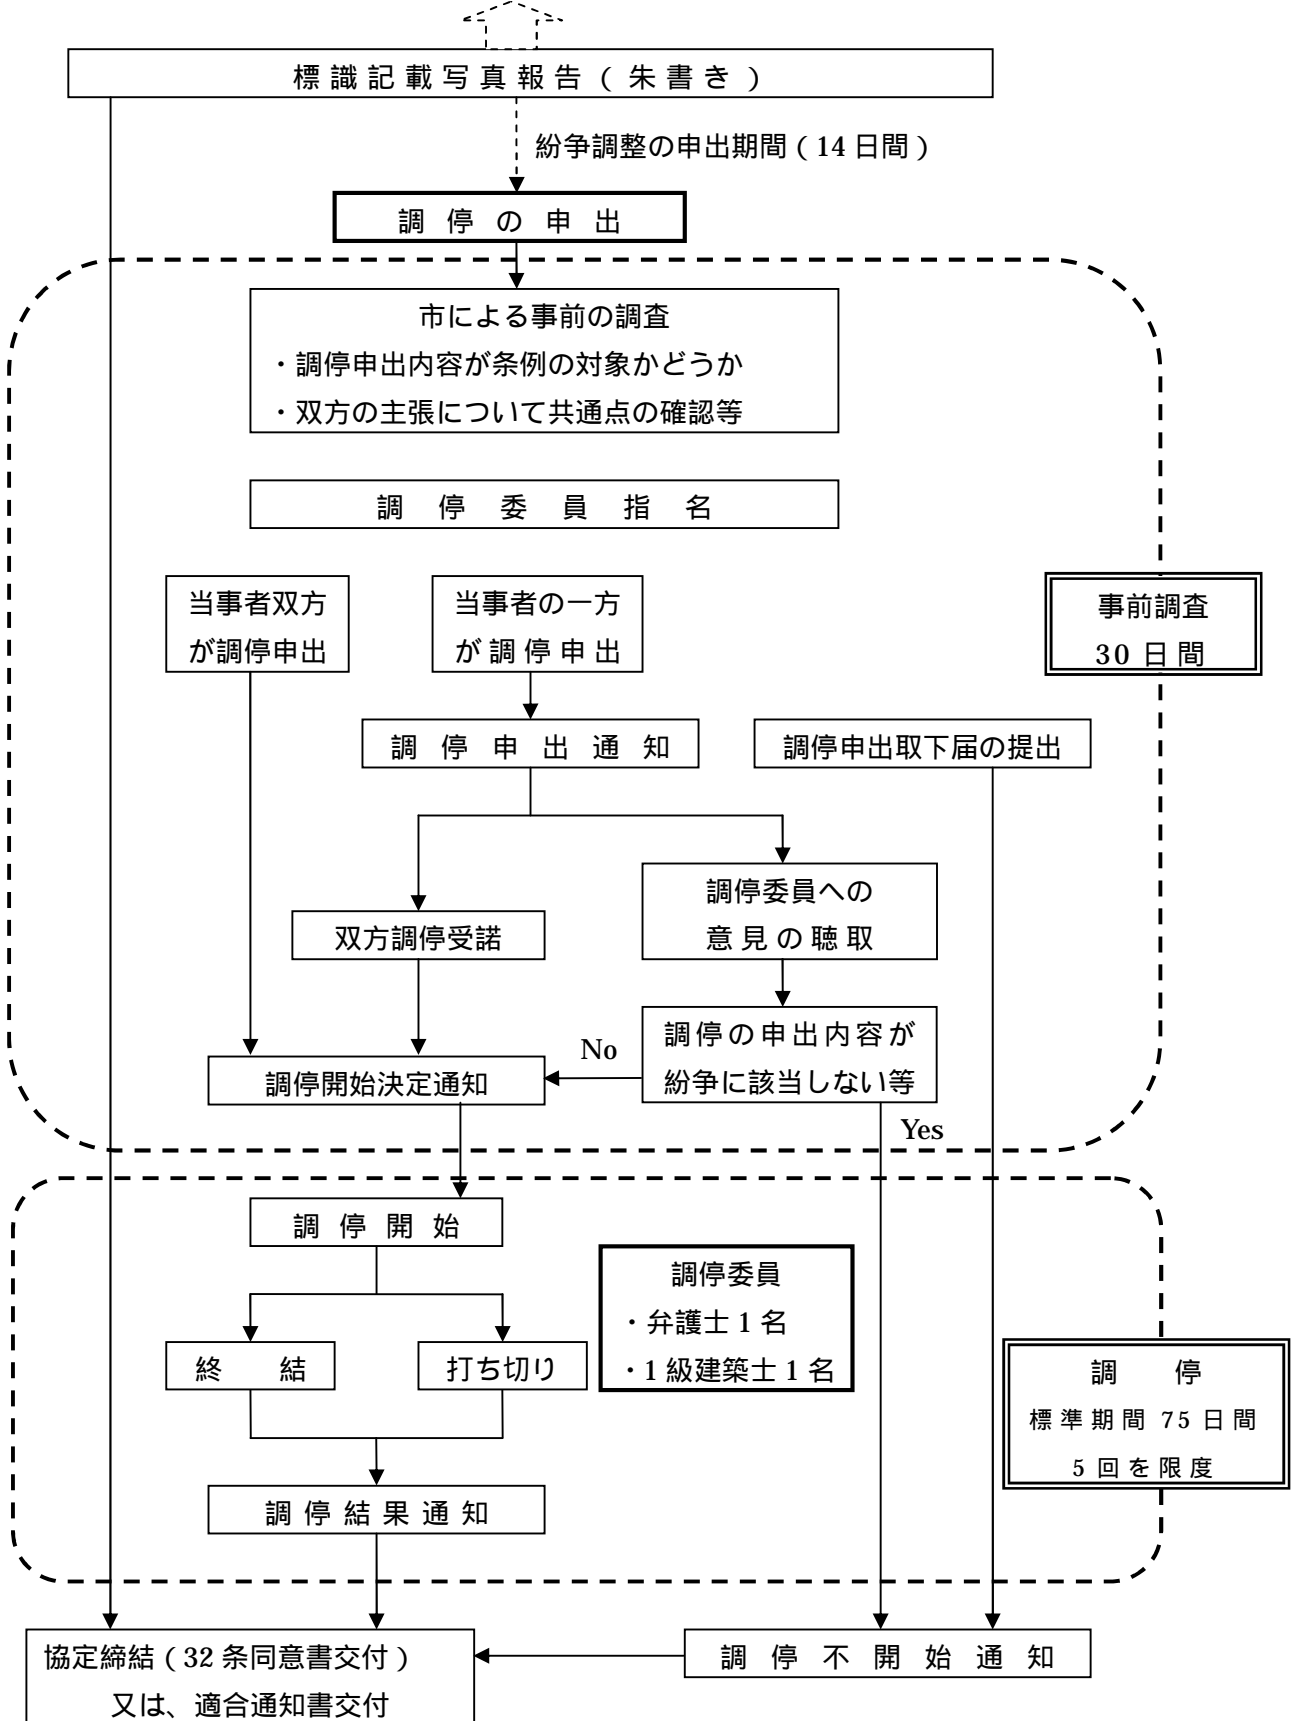 標識記載写真報告（朱書き）
紛争調整の申出期間（14日間）
調停の申出
市による事前の調査
・調停申出内容が条例の対象かどうか
・双方の主張について共通点の確認等
調停委員指名
当事者双方
が調停申出
当事者の一方
が調停申出
事前調査
30日間
調停申出通知
調停申出取下届の提出
調停委員への
意見の聴取
双方調停受諾
調停の申出内容が
紛争に該当しない等
No
調停開始決定通知
Yes
調停開始
調停委員
・弁護士1名
・1級建築士1名
終結
打ち切り
調停
標準期間 75日間
5回を限度
調停結果通知
協定締結（32条同意書交付）
又は、適合通知書交付
調停不開始通知